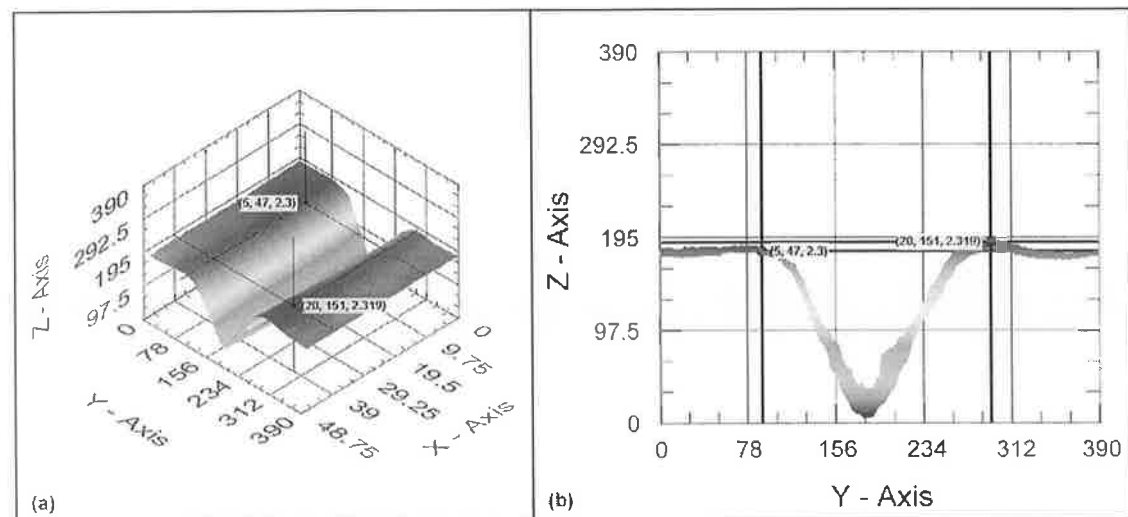 390
292.5
195
97.5
0
Z - Axis
(5, 47, 2.3)
(20, 151, 2.319)
0
78
156
234
312
390
Y - Axis
0
9.75
19.5
29.25
39
48.75
X - Axis
(a)
390
292.5
195
97.5
0
Z - Axis
(20, 151, 2.319)
(5, 47, 2.3)
0
78
156
234
312
390
Y - Axis
(b)